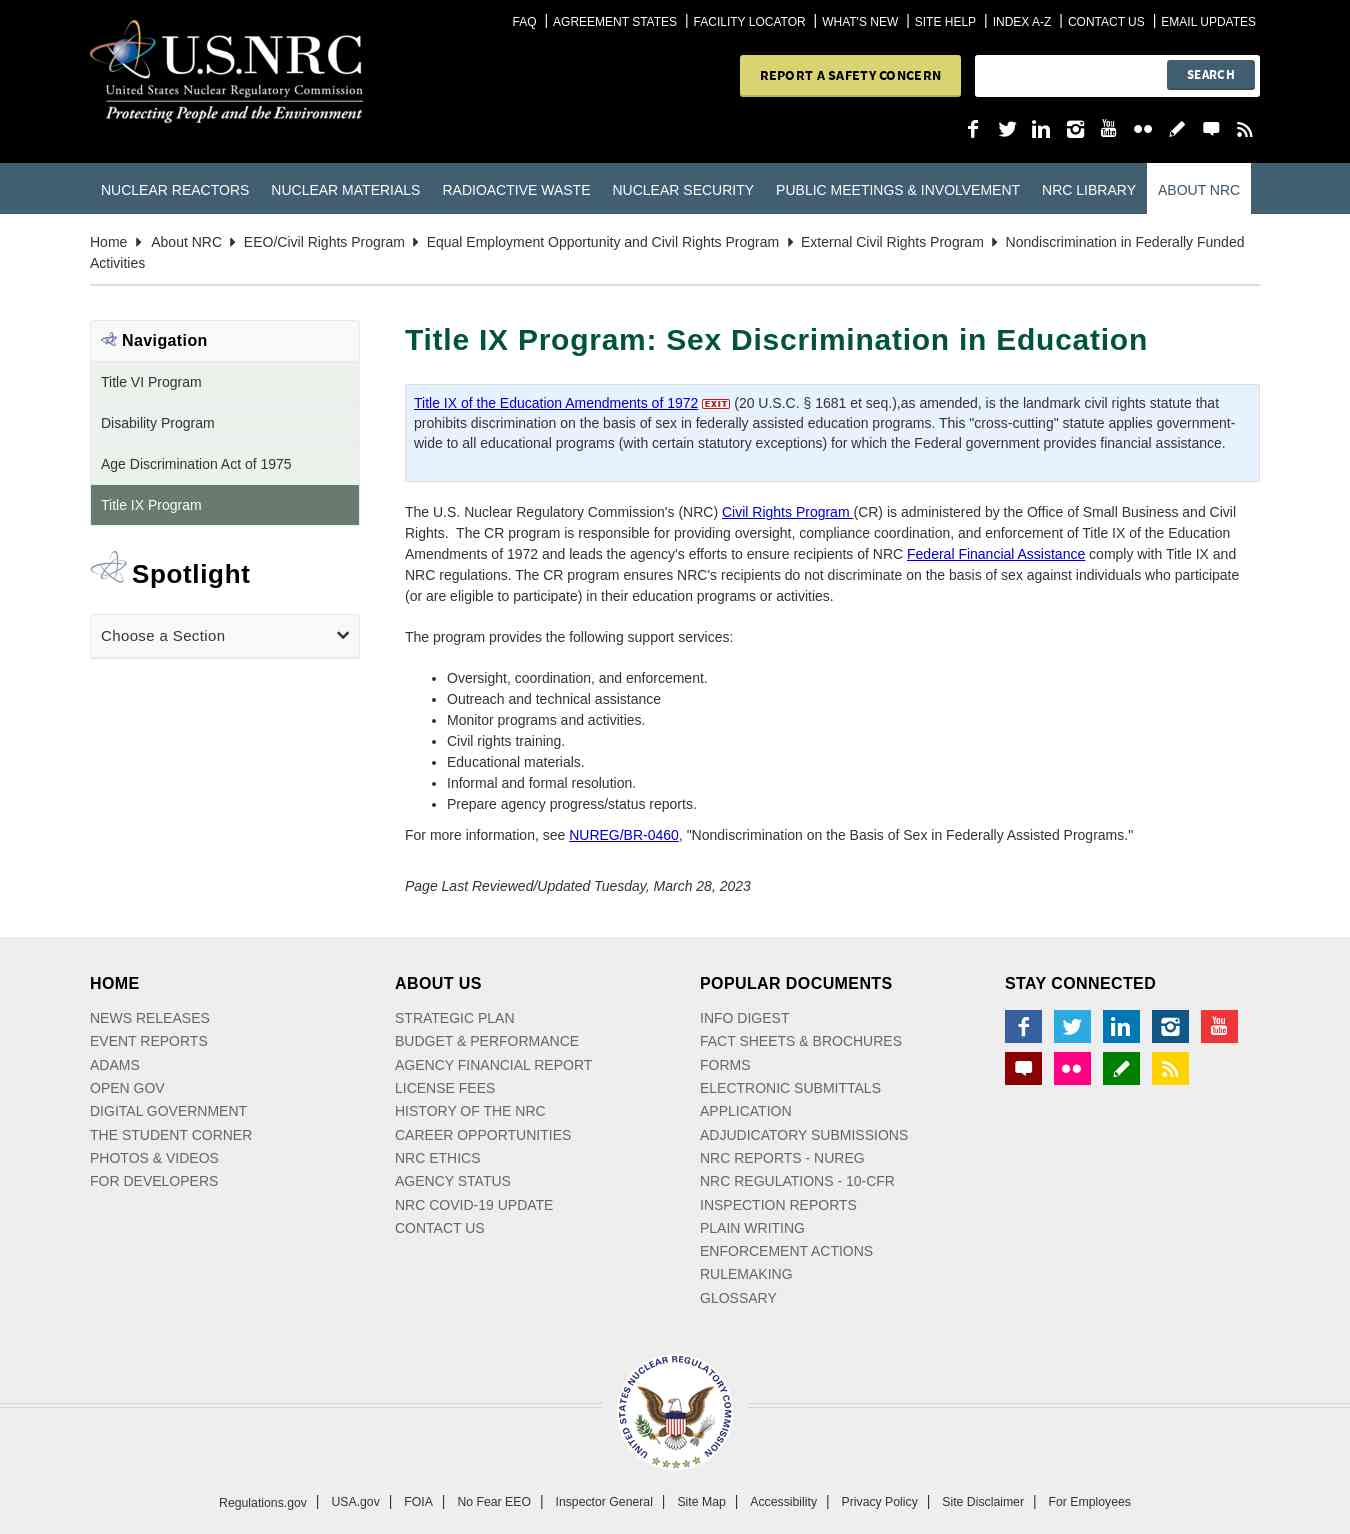 FAQ | AGREEMENT STATES | FACILITY LOCATOR | WHAT'S NEW | SITE HELP | INDEX A-Z | CONTACT US | EMAIL UPDATES
U.S.NRC
United States Nuclear Regulatory Commission
Protecting People and the Environment
REPORT A SAFETY CONCERN
SEARCH
NUCLEAR REACTORS NUCLEAR MATERIALS RADIOACTIVE WASTE NUCLEAR SECURITY PUBLIC MEETINGS & INVOLVEMENT NRC LIBRARY ABOUT NRC
Home About NRC EEO/Civil Rights Program Equal Employment Opportunity and Civil Rights Program External Civil Rights Program Nondiscrimination in Federally Funded
Activities
Navigation
Title VI Program
Disability Program
Age Discrimination Act of 1975
Title IX Program
Spotlight
Choose a Section
Title IX Program: Sex Discrimination in Education
Title IX of the Education Amendments of 1972 EXIT (20 U.S.C. § 1681 et seq.),as amended, is the landmark civil rights statute that
prohibits discrimination on the basis of sex in federally assisted education programs. This "cross-cutting" statute applies government-
wide to all educational programs (with certain statutory exceptions) for which the Federal government provides financial assistance.
The U.S. Nuclear Regulatory Commission's (NRC) Civil Rights Program (CR) is administered by the Office of Small Business and Civil
Rights.  The CR program is responsible for providing oversight, compliance coordination, and enforcement of Title IX of the Education
Amendments of 1972 and leads the agency's efforts to ensure recipients of NRC Federal Financial Assistance comply with Title IX and
NRC regulations. The CR program ensures NRC's recipients do not discriminate on the basis of sex against individuals who participate
(or are eligible to participate) in their education programs or activities.
The program provides the following support services:
• Oversight, coordination, and enforcement.
• Outreach and technical assistance
• Monitor programs and activities.
• Civil rights training.
• Educational materials.
• Informal and formal resolution.
• Prepare agency progress/status reports.
For more information, see NUREG/BR-0460, "Nondiscrimination on the Basis of Sex in Federally Assisted Programs."
Page Last Reviewed/Updated Tuesday, March 28, 2023
HOME
NEWS RELEASES
EVENT REPORTS
ADAMS
OPEN GOV
DIGITAL GOVERNMENT
THE STUDENT CORNER
PHOTOS & VIDEOS
FOR DEVELOPERS
ABOUT US
STRATEGIC PLAN
BUDGET & PERFORMANCE
AGENCY FINANCIAL REPORT
LICENSE FEES
HISTORY OF THE NRC
CAREER OPPORTUNITIES
NRC ETHICS
AGENCY STATUS
NRC COVID-19 UPDATE
CONTACT US
POPULAR DOCUMENTS
INFO DIGEST
FACT SHEETS & BROCHURES
FORMS
ELECTRONIC SUBMITTALS
APPLICATION
ADJUDICATORY SUBMISSIONS
NRC REPORTS - NUREG
NRC REGULATIONS - 10-CFR
INSPECTION REPORTS
PLAIN WRITING
ENFORCEMENT ACTIONS
RULEMAKING
GLOSSARY
STAY CONNECTED
UNITED STATES NUCLEAR REGULATORY COMMISSION
Regulations.gov | USA.gov | FOIA | No Fear EEO | Inspector General | Site Map | Accessibility | Privacy Policy | Site Disclaimer | For Employees